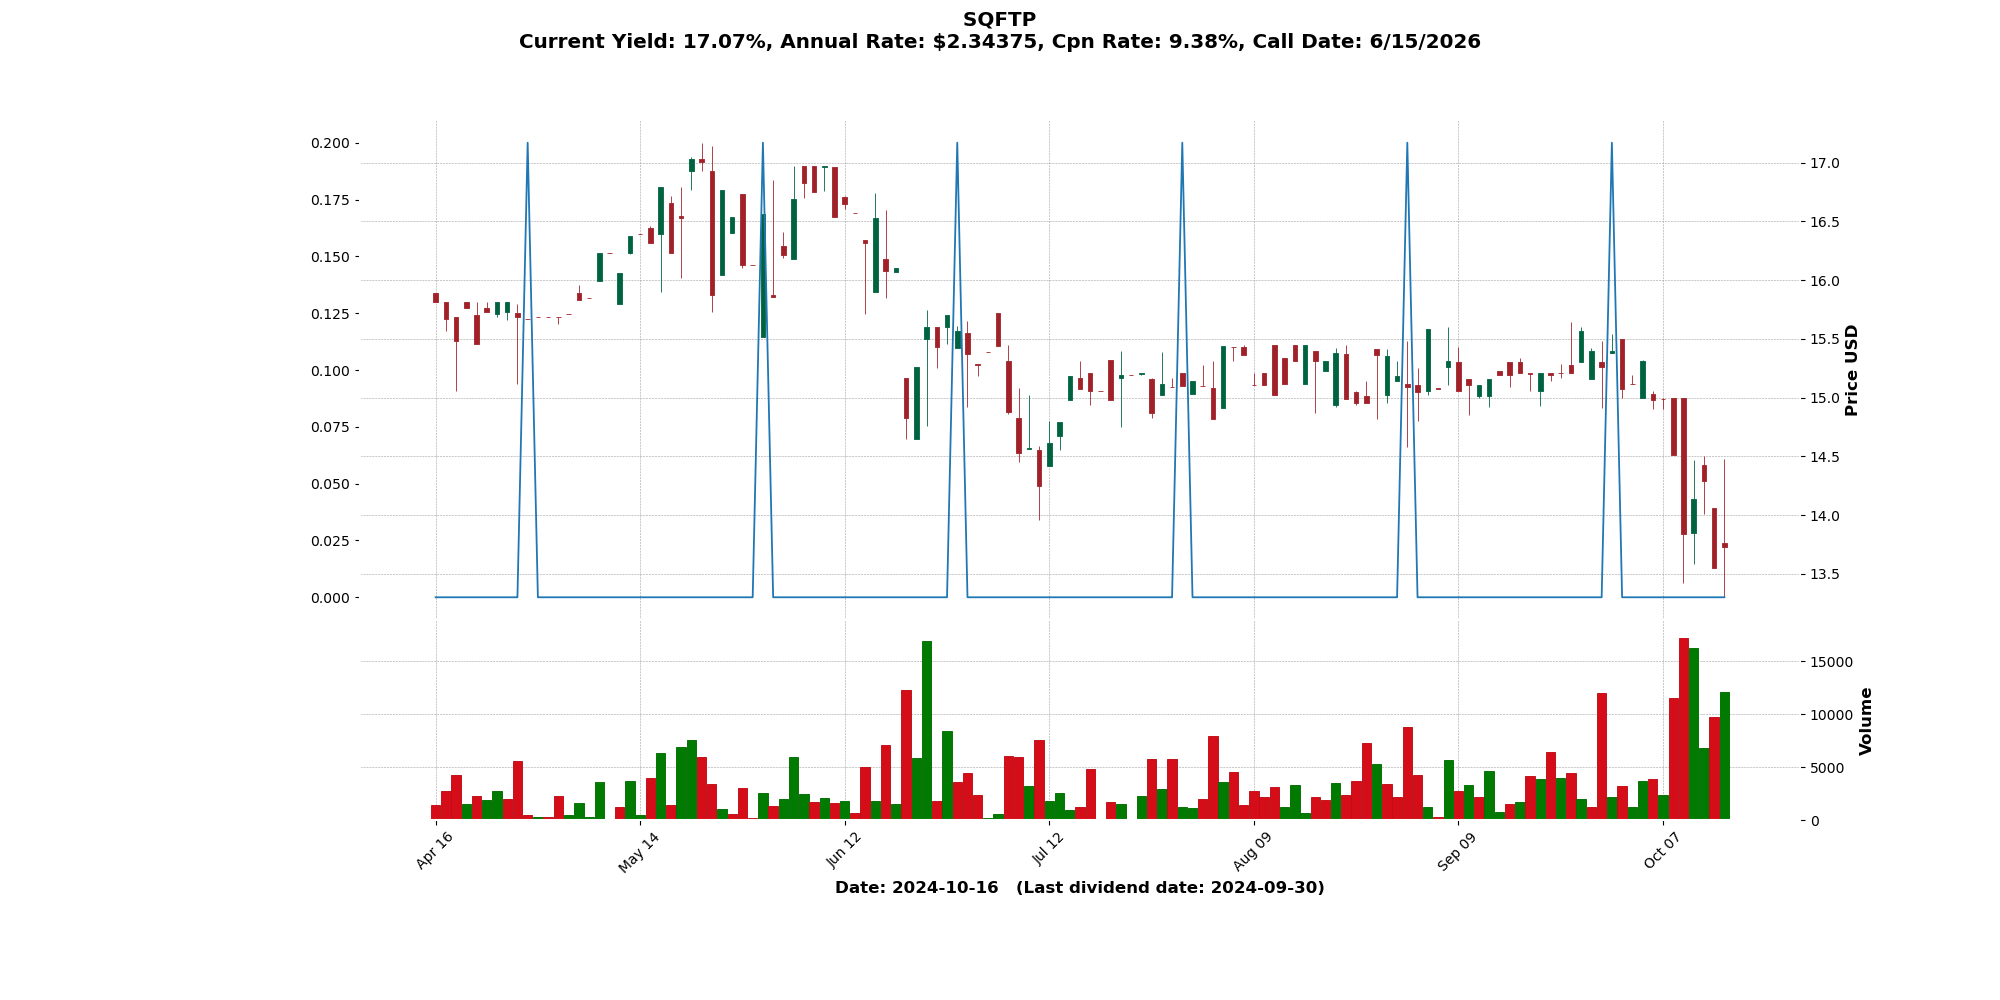 SQFTP
Current Yield: 17.07%, Annual Rate: $2.34375, Cpn Rate: 9.38%, Call Date: 6/15/2026
0.200
0.175
0.150
0.125
0.100
0.075
0.050
0.025
0.000
17.0
16.5
16.0
15.5
15.0
14.5
14.0
13.5
Price USD
15000
10000
5000
0
Volume
Apr 16
May 14
Jun 12
Jul 12
Aug 09
Sep 09
Oct 07
Date: 2024-10-16 (Last dividend date: 2024-09-30)